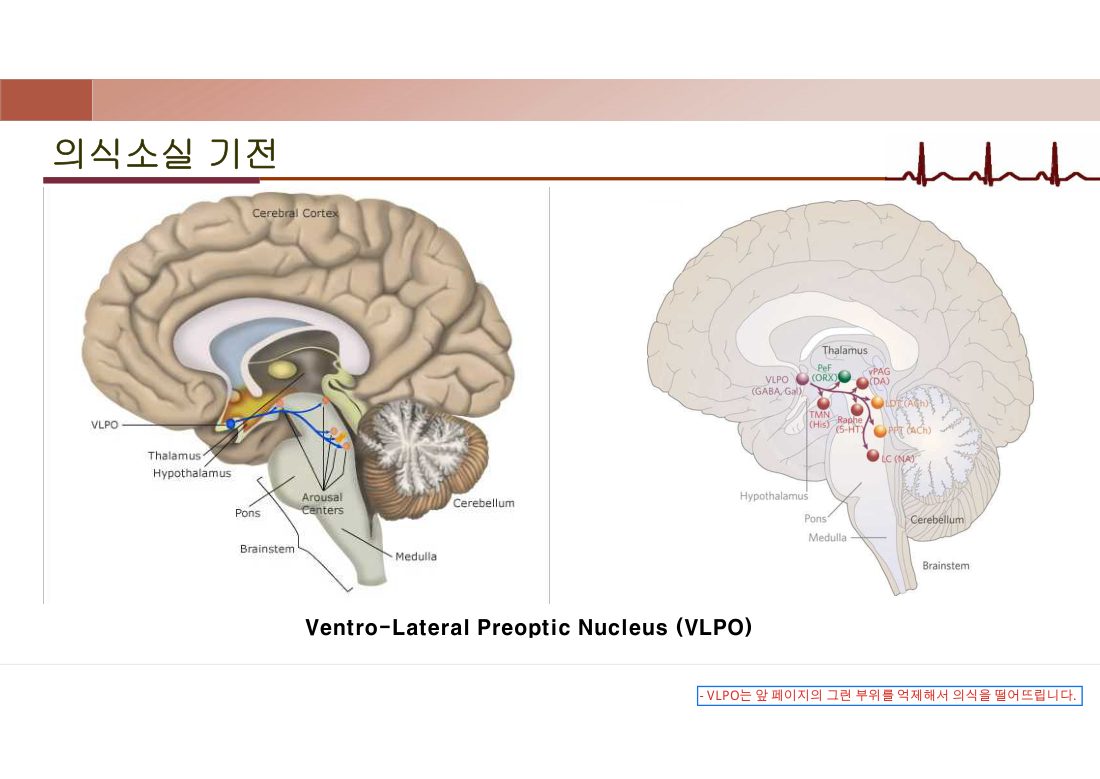 의식소실 기전
Cerebral Cortex
VLPO
Thalamus
Hypothalamus
Arousal
Centers
Pons
Brainstem
Cerebellum
Medulla
Thalamus
PeF
(ORX)
vPAG
(DA)
VLPO
(GABA, Gal)
LDT (ACh)
TMN
(His)
Raphe
(5-HT)
PPT (ACh)
LC (NA)
Hypothalamus
Pons
Cerebellum
Medulla
Brainstem
Ventro-Lateral Preoptic Nucleus (VLPO)
- VLPO는 앞 페이지의 그런 부위를 억제해서 의식을 떨어뜨립니다.